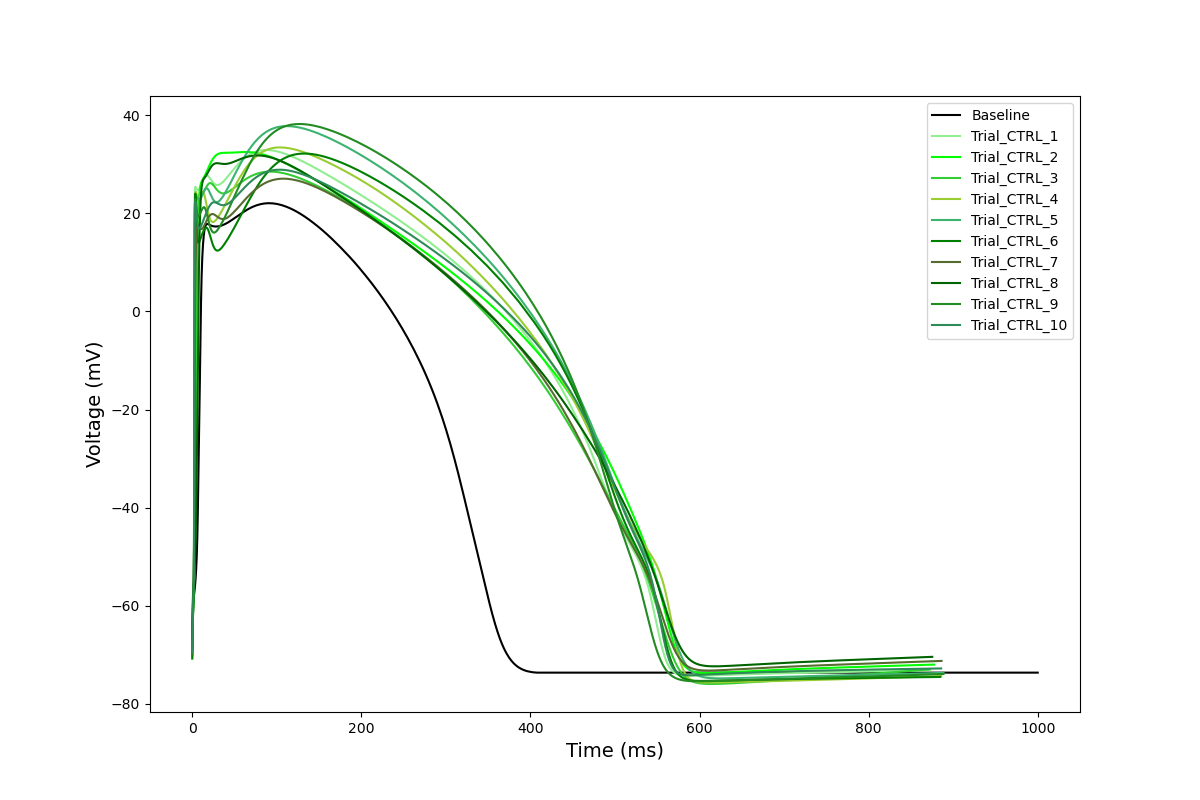 40
20
0
−20
−40
−60
−80
Voltage (mV)
0
200
400
600
800
1000
Time (ms)
Baseline
Trial_CTRL_1
Trial_CTRL_2
Trial_CTRL_3
Trial_CTRL_4
Trial_CTRL_5
Trial_CTRL_6
Trial_CTRL_7
Trial_CTRL_8
Trial_CTRL_9
Trial_CTRL_10